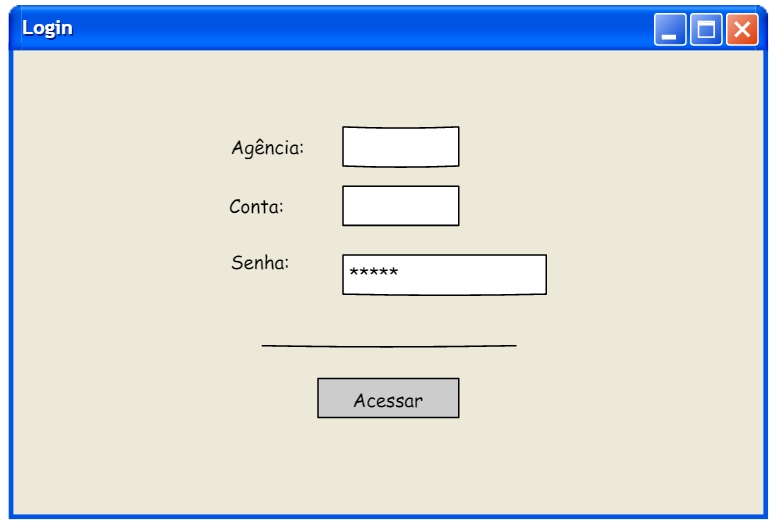 Login
Agência:
Conta:
Senha:
*****
Acessar